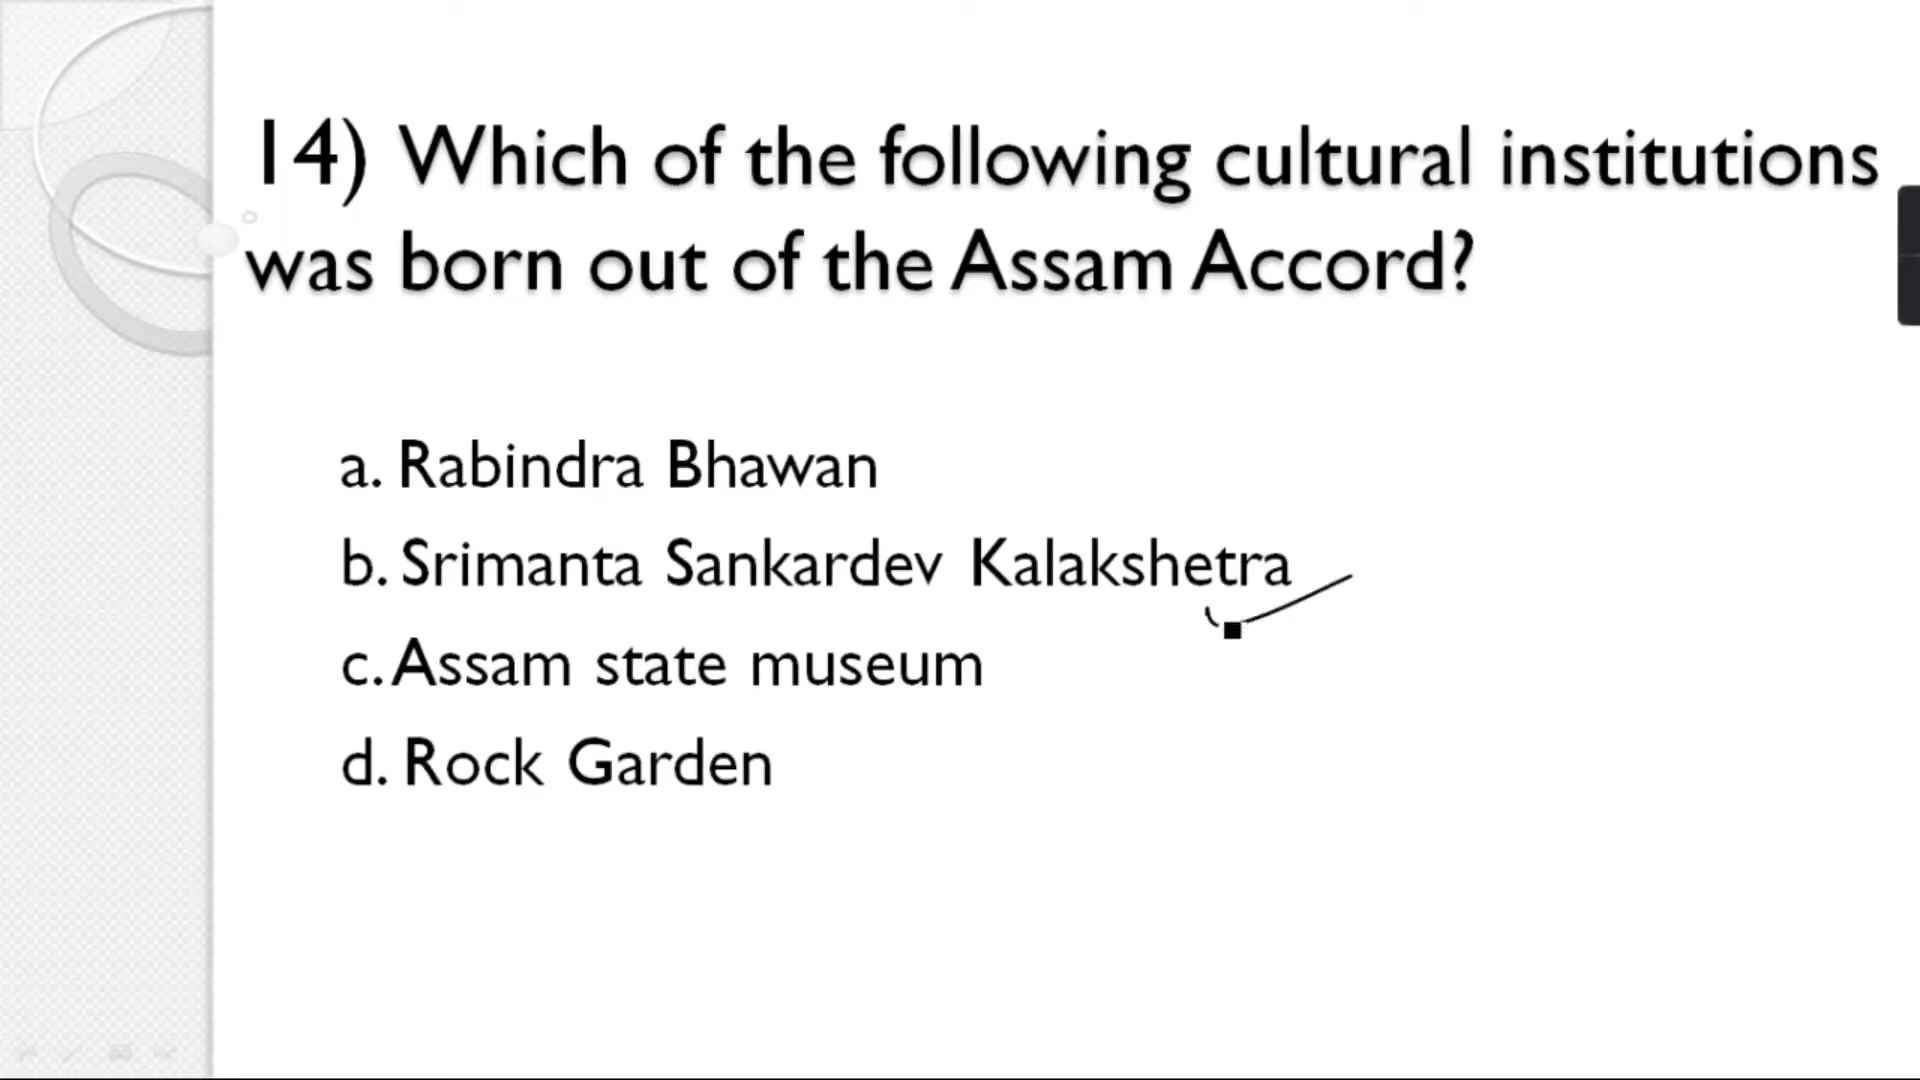 14) Which of the following cultural institutions
was born out of the Assam Accord?
a. Rabindra Bhawan
b. Srimanta Sankardev Kalakshetra
c. Assam state museum
d. Rock Garden